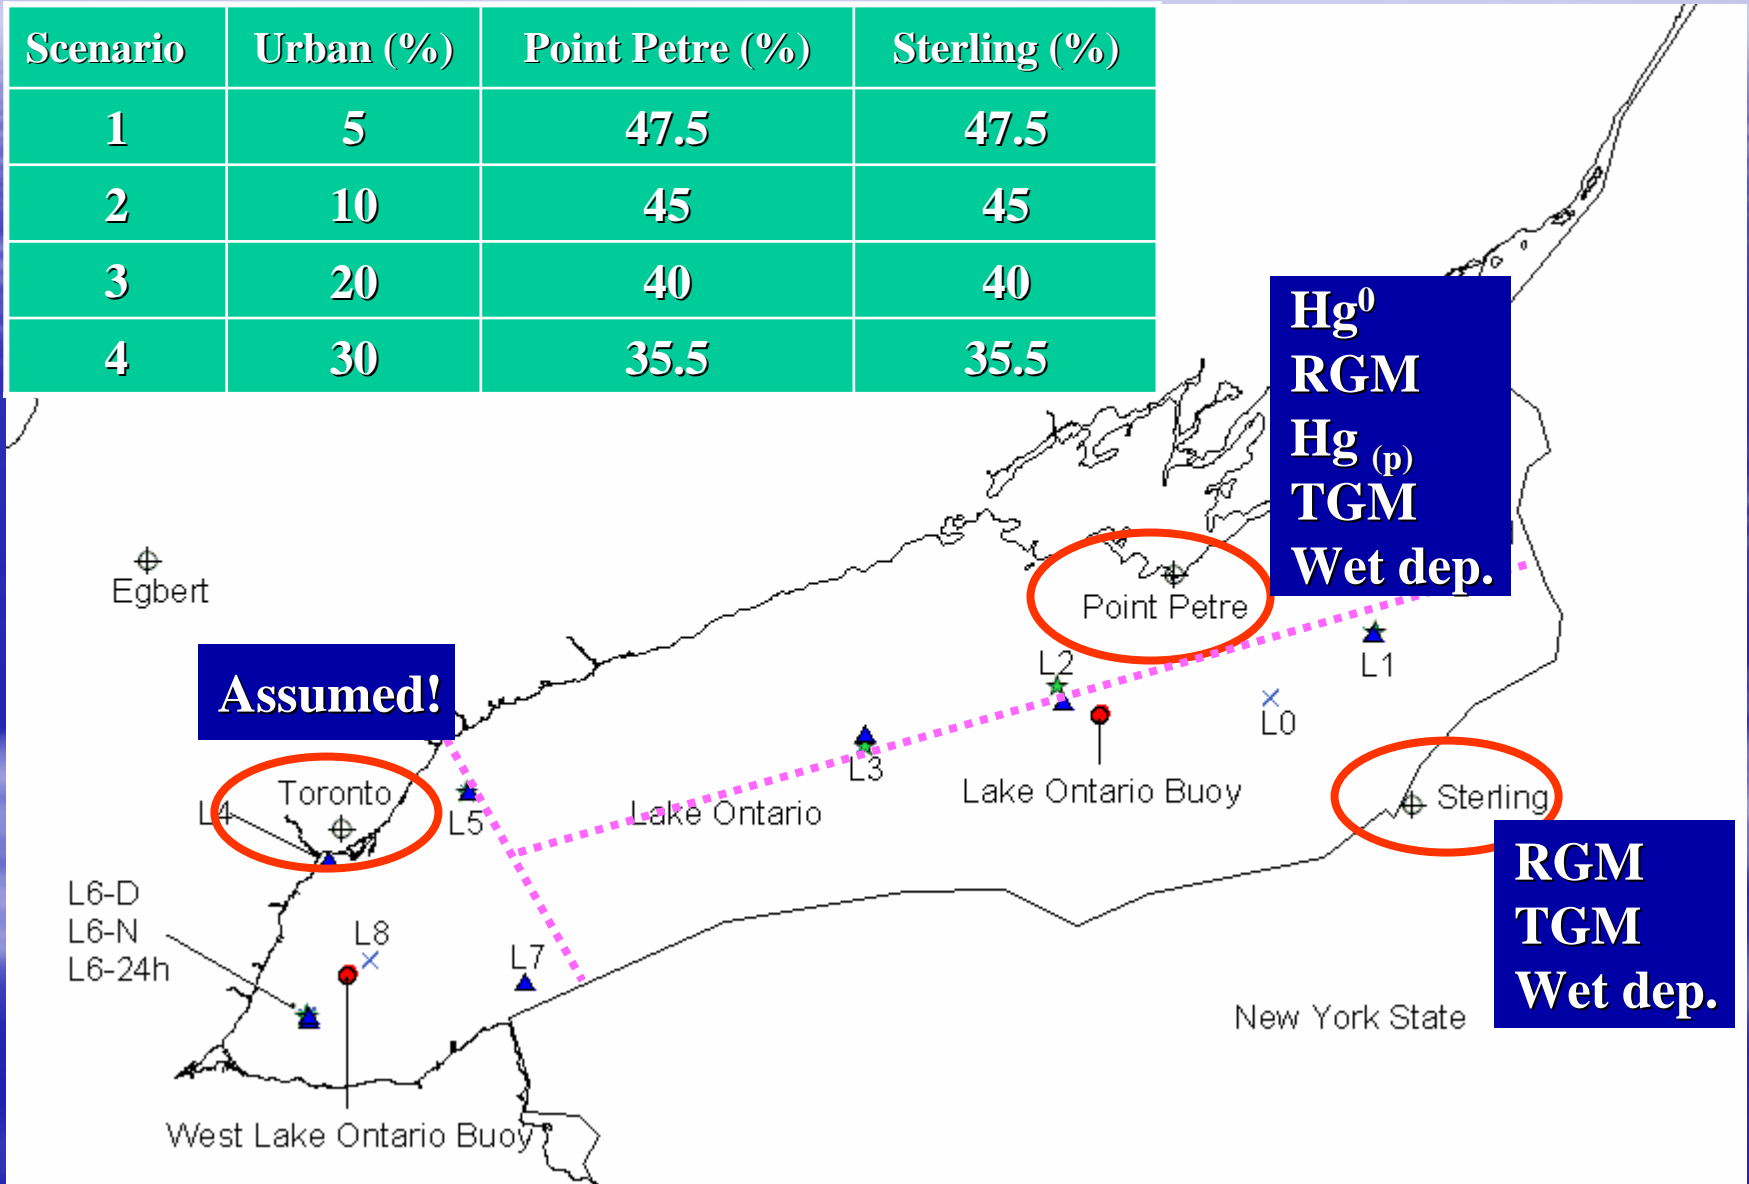 Scenario Urban (%) Point Petre (%) Sterling (%)
1 5 47.5 47.5
2 10 45 45
3 20 40 40
4 30 35.5 35.5
Hg⁰
RGM
Hg (p)
TGM
Wet dep.
Egbert
Point Petre
Assumed!
L2
L1
L0
Toronto
L4
L5
L3
Lake Ontario
Lake Ontario Buoy
Sterling
RGM
TGM
Wet dep.
L6-D
L6-N
L6-24h
L8
L7
New York State
West Lake Ontario Buoy